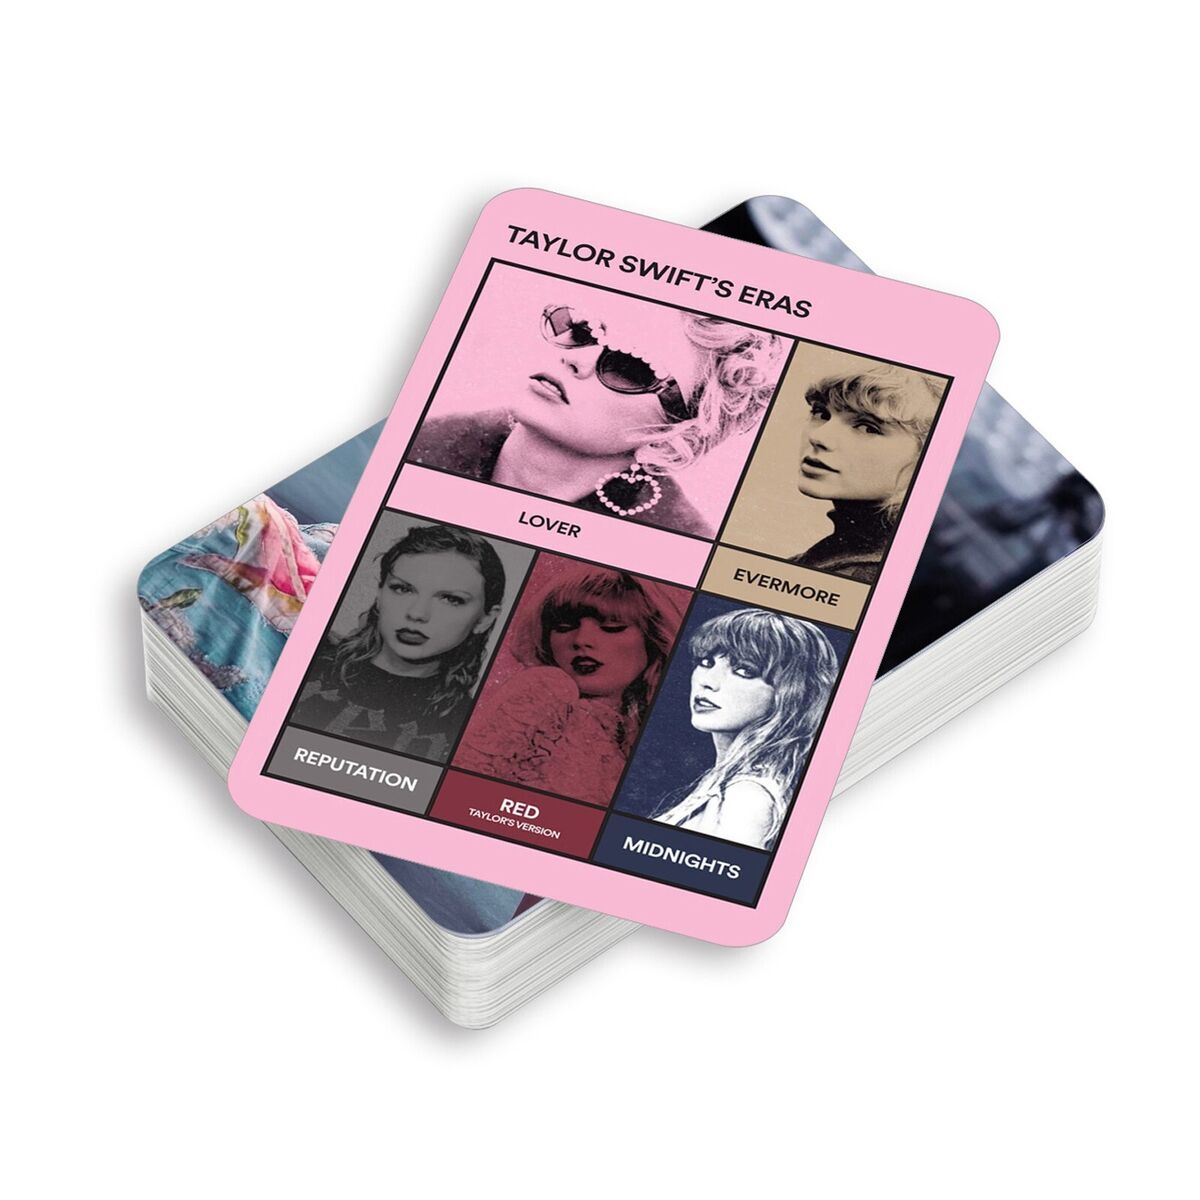 TAYLOR SWIFT'S ERAS
LOVER
EVERMORE
REPUTATION
RED
TAYLOR'S VERSION
MIDNIGHTS